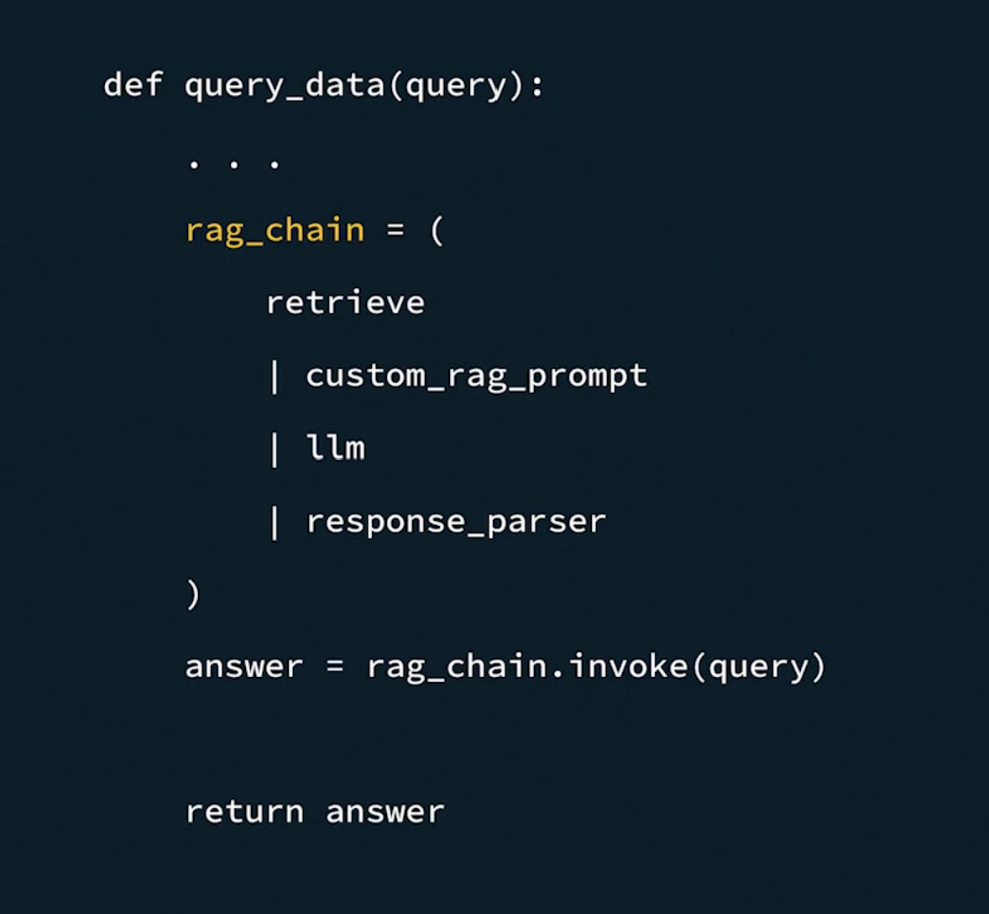 def query_data(query):
. . .
rag_chain = (
retrieve
| custom_rag_prompt
| llm
| response_parser
)
answer = rag_chain.invoke(query)
return answer